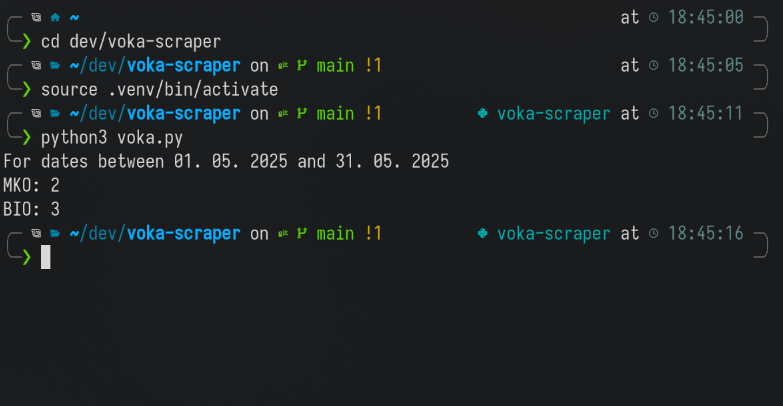 ~ at 18:45:00
❯ cd dev/voka-scraper
~/dev/voka-scraper on git main !1 at 18:45:05
❯ source .venv/bin/activate
~/dev/voka-scraper on git main !1 voka-scraper at 18:45:11
❯ python3 voka.py
For dates between 01. 05. 2025 and 31. 05. 2025
MKO: 2
BIO: 3
~/dev/voka-scraper on git main !1 voka-scraper at 18:45:16
❯